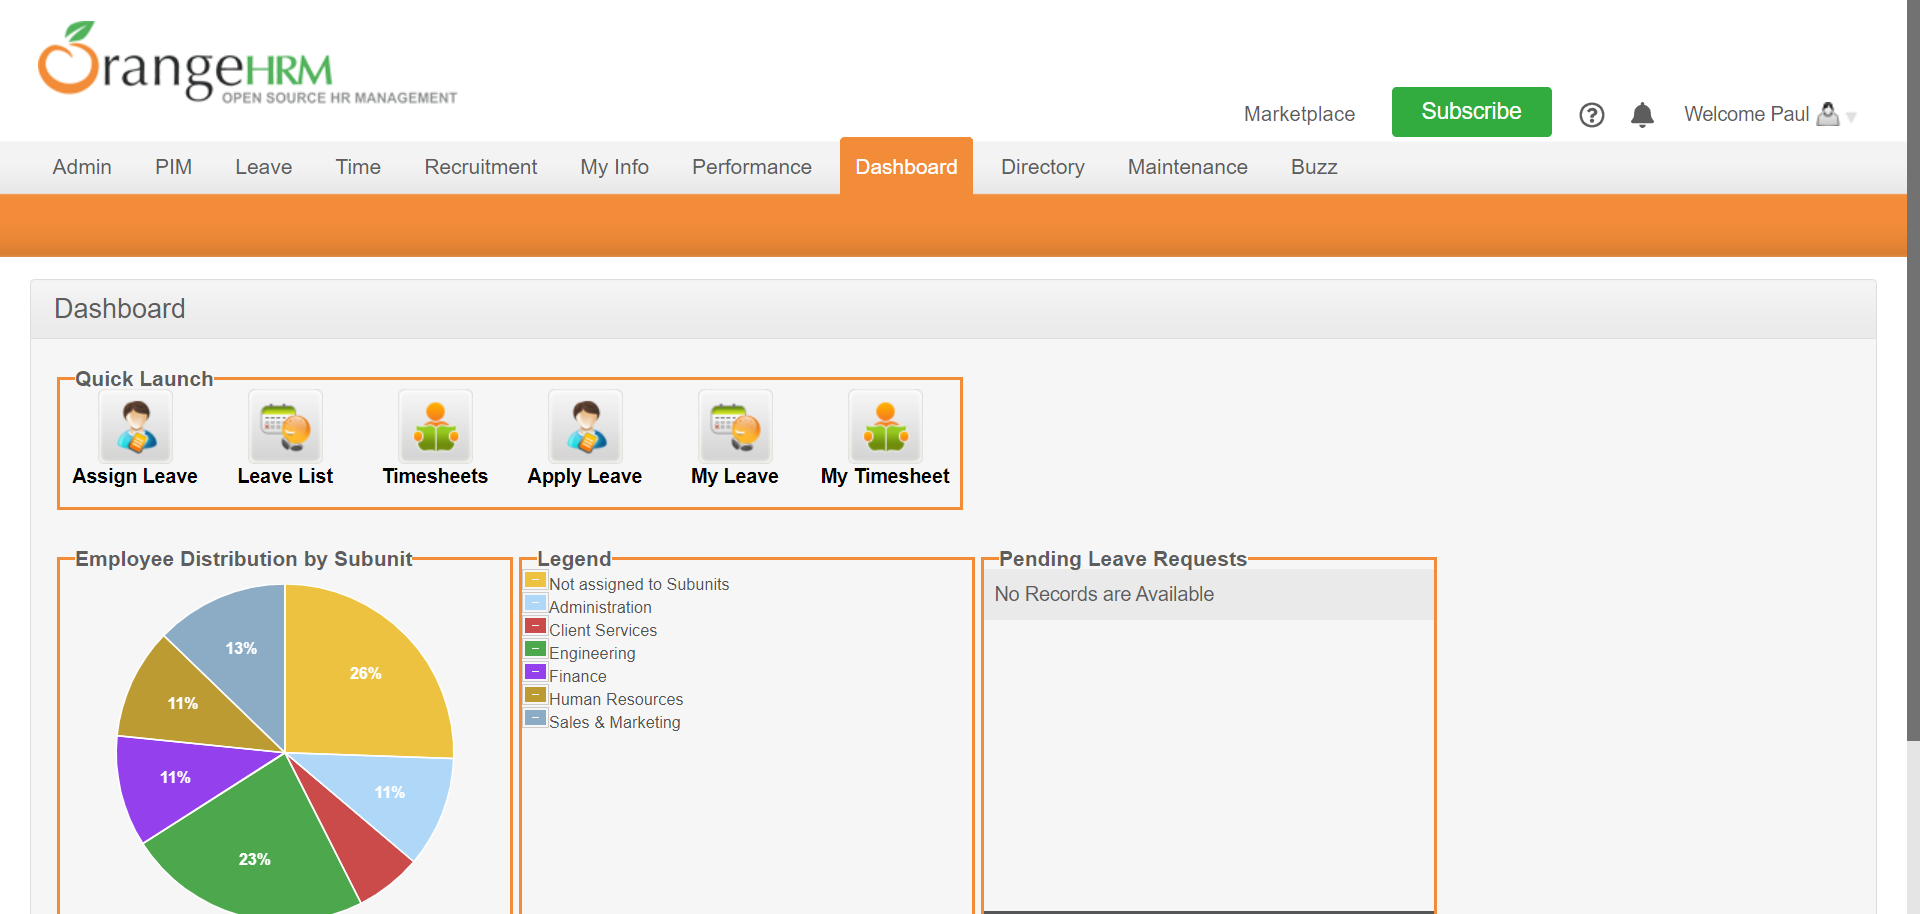 OrangeHRM
OPEN SOURCE HR MANAGEMENT
Marketplace
Subscribe
?
Welcome Paul
Admin
PIM
Leave
Time
Recruitment
My Info
Performance
Dashboard
Directory
Maintenance
Buzz
Dashboard
Quick Launch
Assign Leave
Leave List
Timesheets
Apply Leave
My Leave
My Timesheet
Employee Distribution by Subunit
13%
26%
11%
11%
11%
23%
Legend
Not assigned to Subunits
Administration
Client Services
Engineering
Finance
Human Resources
Sales & Marketing
Pending Leave Requests
No Records are Available